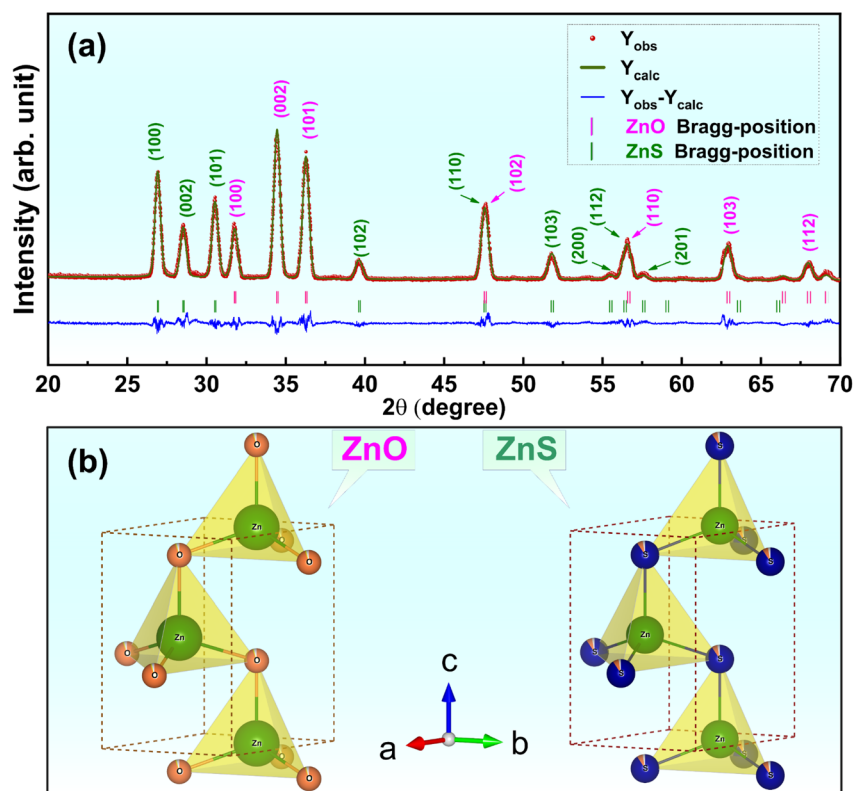 (a)
Y_obs
Y_calc
Y_obs-Y_calc
ZnO Bragg-position
ZnS Bragg-position
Intensity (arb. unit)
(100)
(002)
(101)
(100)
(002)
(101)
(102)
(110)
(102)
(103)
(200)
(112)
(110)
(201)
(103)
(112)
20 25 30 35 40 45 50 55 60 65 70
2θ (degree)
(b)
ZnO
ZnS
O
Zn
O
O
O
Zn
O
O
O
Zn
O
O
O
S
Zn
S
S
S
Zn
S
S
S
Zn
S
S
S
c
a
b